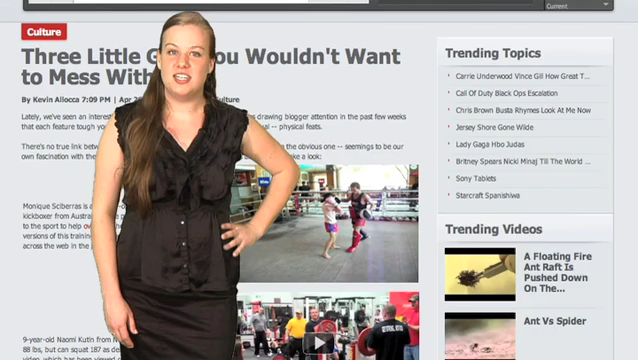 Current
Culture
Three Little G ou Wouldn't Want
to Mess With
By Kevin Allocca 7:09 PM | Apr 2 ulture
Lately, we've seen an interest drawing blogger attention in the past few weeks
that each feature tough you -- physical feats.
There's no true link betw the obvious one -- seemings to be our
own fascination with the a look:
Monique Sciberras is a -o
kickboxer from Austra e p
to the sport to help ov rs
versions of this training
across the web in the
9-year-old Naomi Kutin from N
88 lbs, but can squat 187 as de
video, which has been viewed
Trending Topics
Carrie Underwood Vince Gill How Great T...
Call Of Duty Black Ops Escalation
Chris Brown Busta Rhymes Look At Me Now
Jersey Shore Gone Wilde
Lady Gaga Hbo Judas
Britney Spears Nicki Minaj Till The World ...
Sony Tablets
Starcraft Spanishiwa
Trending Videos
A Floating Fire
Ant Raft Is
Pushed Down
On The...
Ant Vs Spider